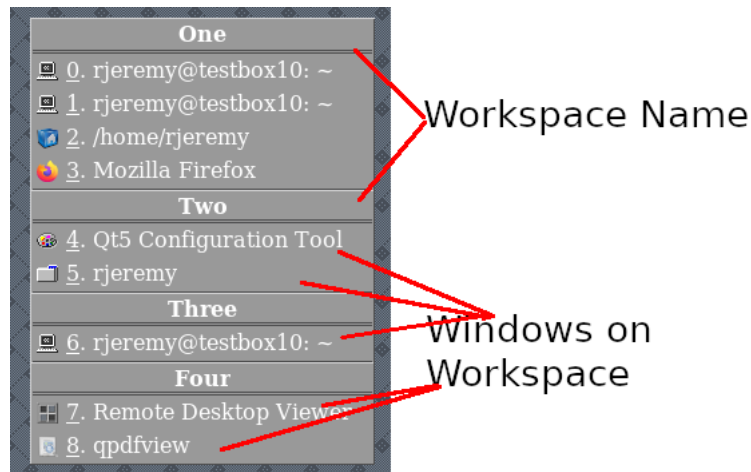 One
0. rjeremy@testbox10: ~
1. rjeremy@testbox10: ~
2. /home/rjeremy
3. Mozilla Firefox
Two
4. Qt5 Configuration Tool
5. rjeremy
Three
6. rjeremy@testbox10: ~
Four
7. Remote Desktop Viewer
8. qpdfview
Workspace Name
Windows on
Workspace